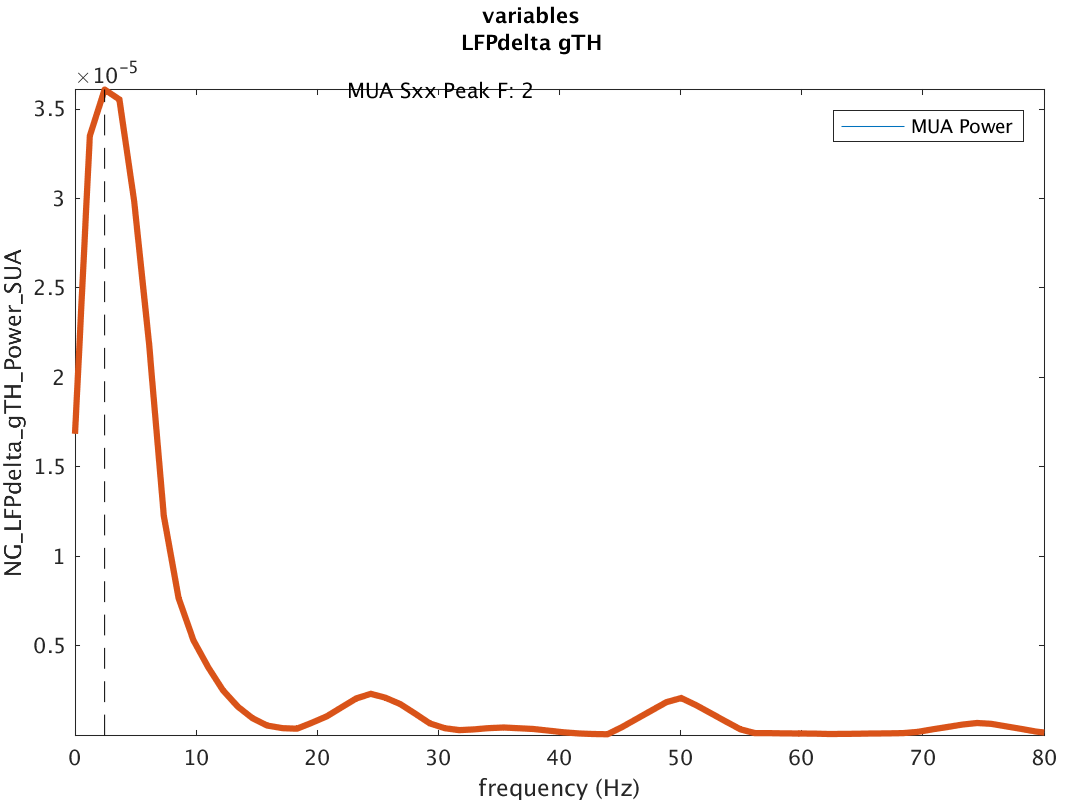 variables
LFPdelta gTH
×10-5
MUA Sxx Peak F: 2
MUA Power
3.5
3
2.5
2
1.5
1
0.5
NG_LFPdelta_gTH_Power_SUA
0 10 20 30 40 50 60 70 80
frequency (Hz)